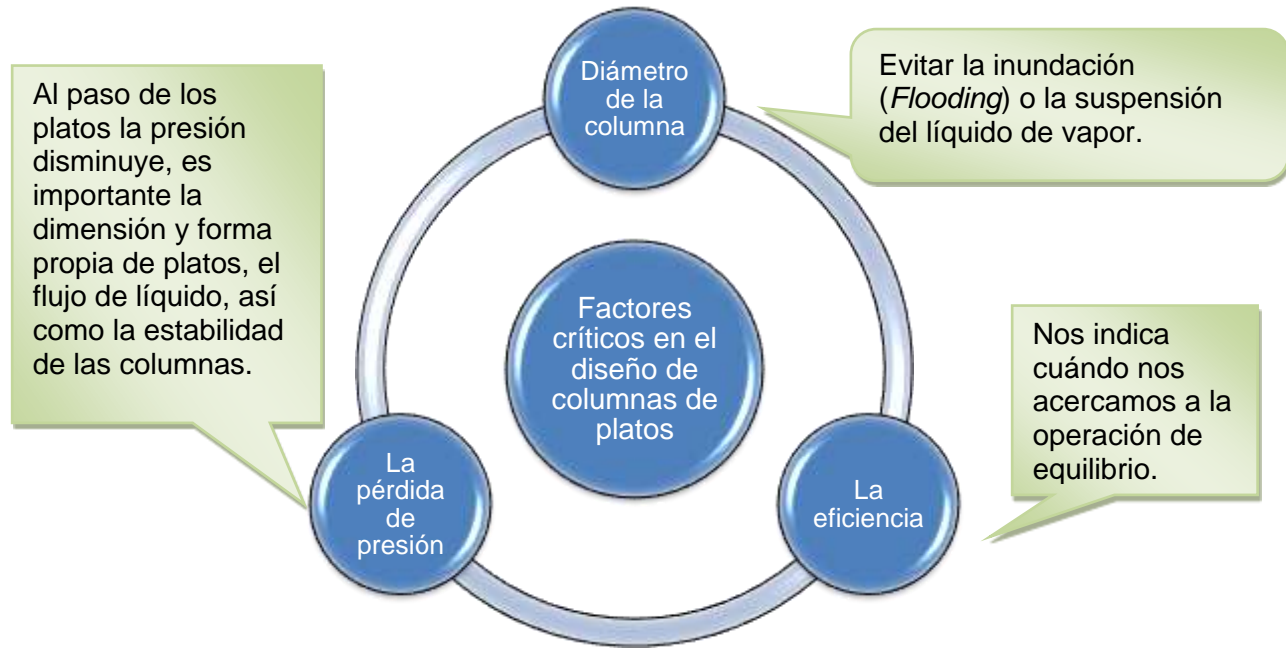 Diámetro
de la
columna
Evitar la inundación
(Flooding) o la suspensión
del líquido de vapor.
Al paso de los
platos la presión
disminuye, es
importante la
dimensión y forma
propia de platos, el
flujo de líquido, así
como la estabilidad
de las columnas.
Factores
críticos en el
diseño de
columnas de
platos
Nos indica
cuándo nos
acercamos a la
operación de
equilibrio.
La
pérdida
de
presión
La
eficiencia